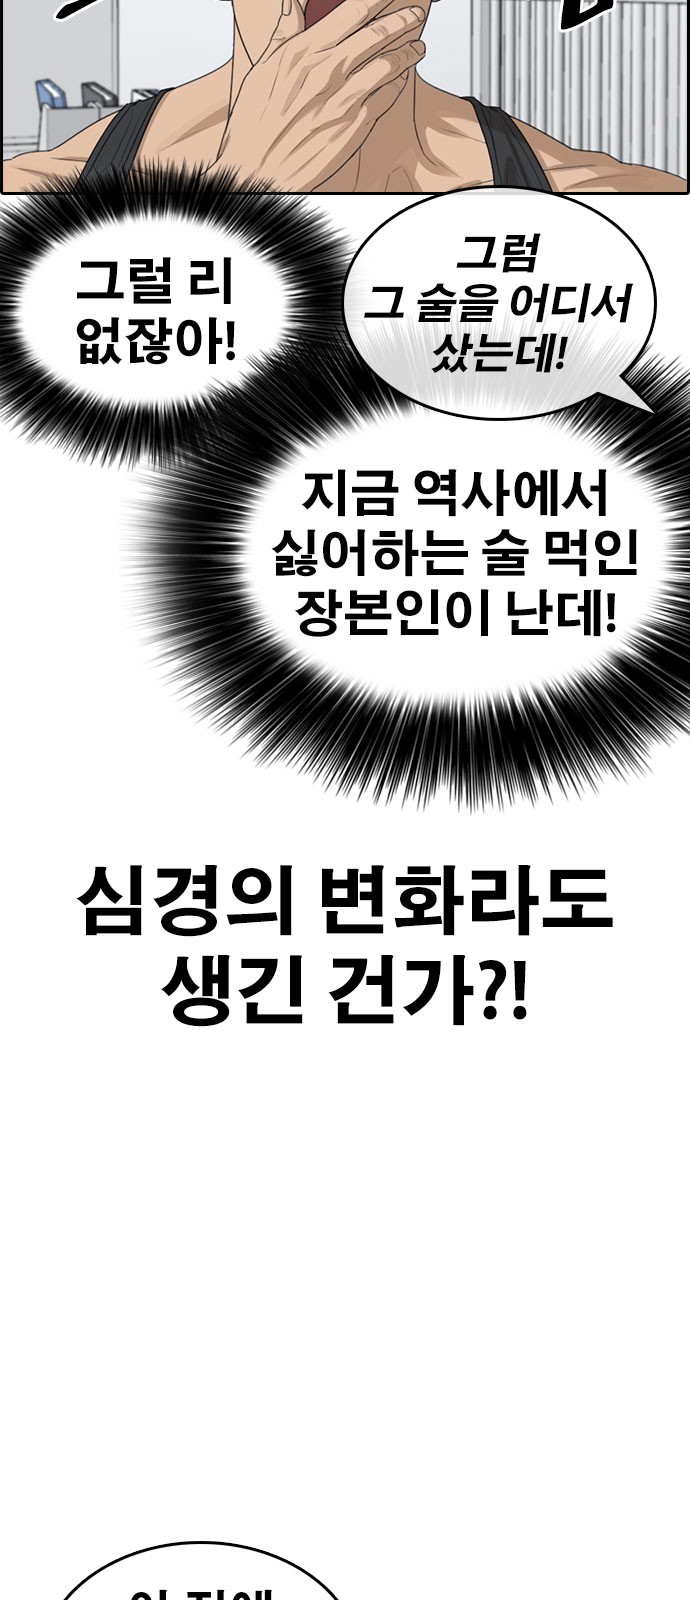 그럴 리
없잖아!
그럼
그 술을 어디서
샀는데!
지금 역사에서
싫어하는 술 먹인
장본인이 난데!
심경의 변화라도
생긴 건가?!